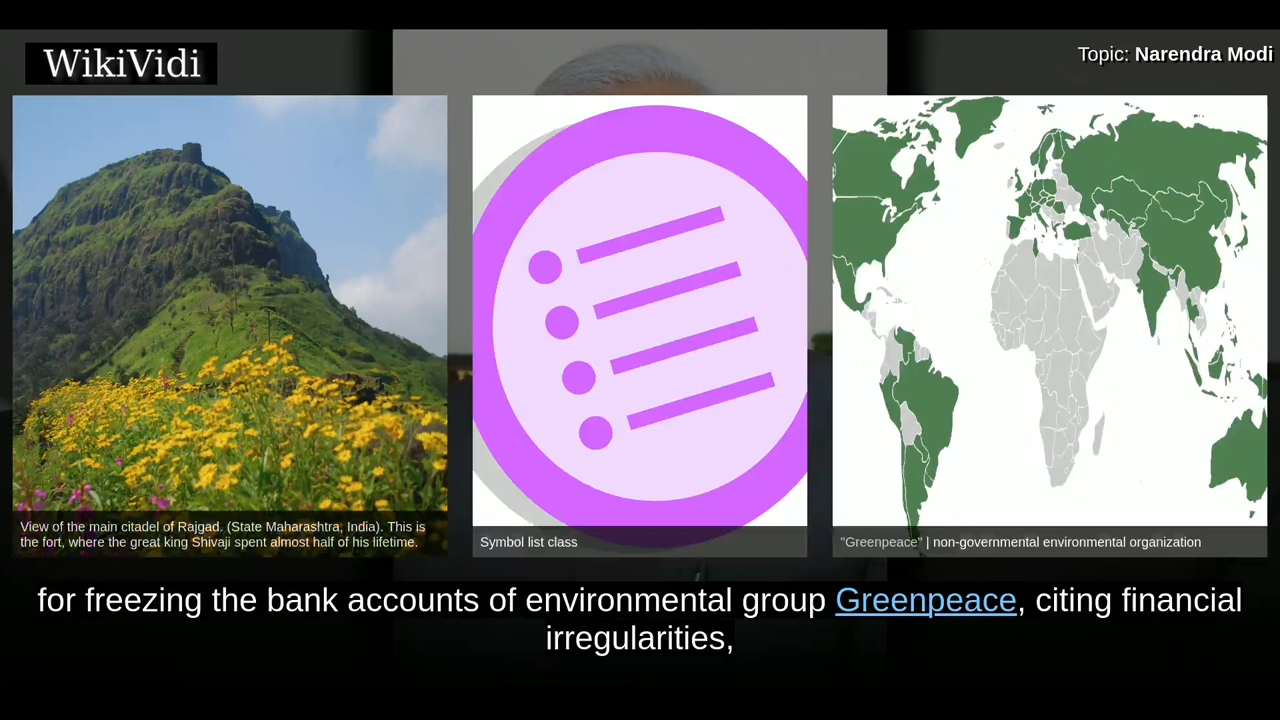 WikiVidi
Topic: Narendra Modi
View of the main citadel of Rajgad. (State Maharashtra, India). This is
the fort, where the great king Shivaji spent almost half of his lifetime.
Symbol list class
"Greenpeace" | non-governmental environmental organization
for freezing the bank accounts of environmental group Greenpeace, citing financial
irregularities,